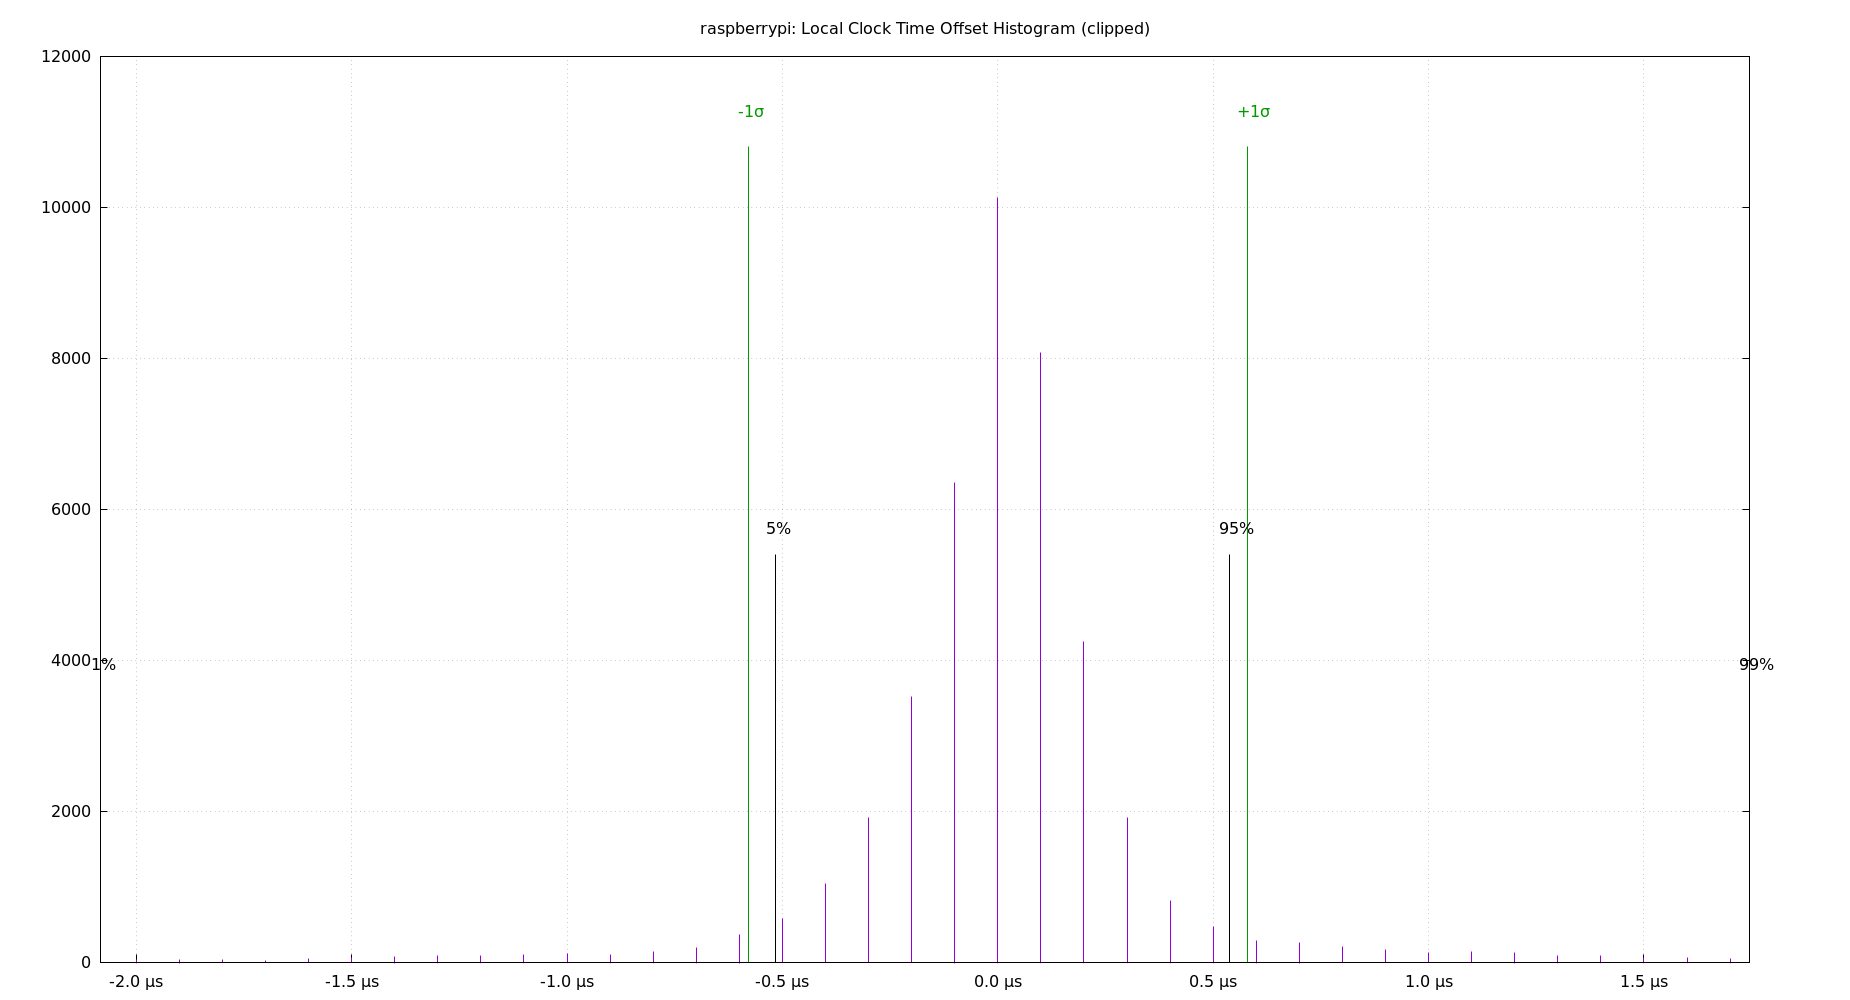 raspberrypi: Local Clock Time Offset Histogram (clipped)
12000
-1σ
+1σ
10000
8000
6000
5%
95%
4000
1%
99%
2000
0
-2.0 µs
-1.5 µs
-1.0 µs
-0.5 µs
0.0 µs
0.5 µs
1.0 µs
1.5 µs